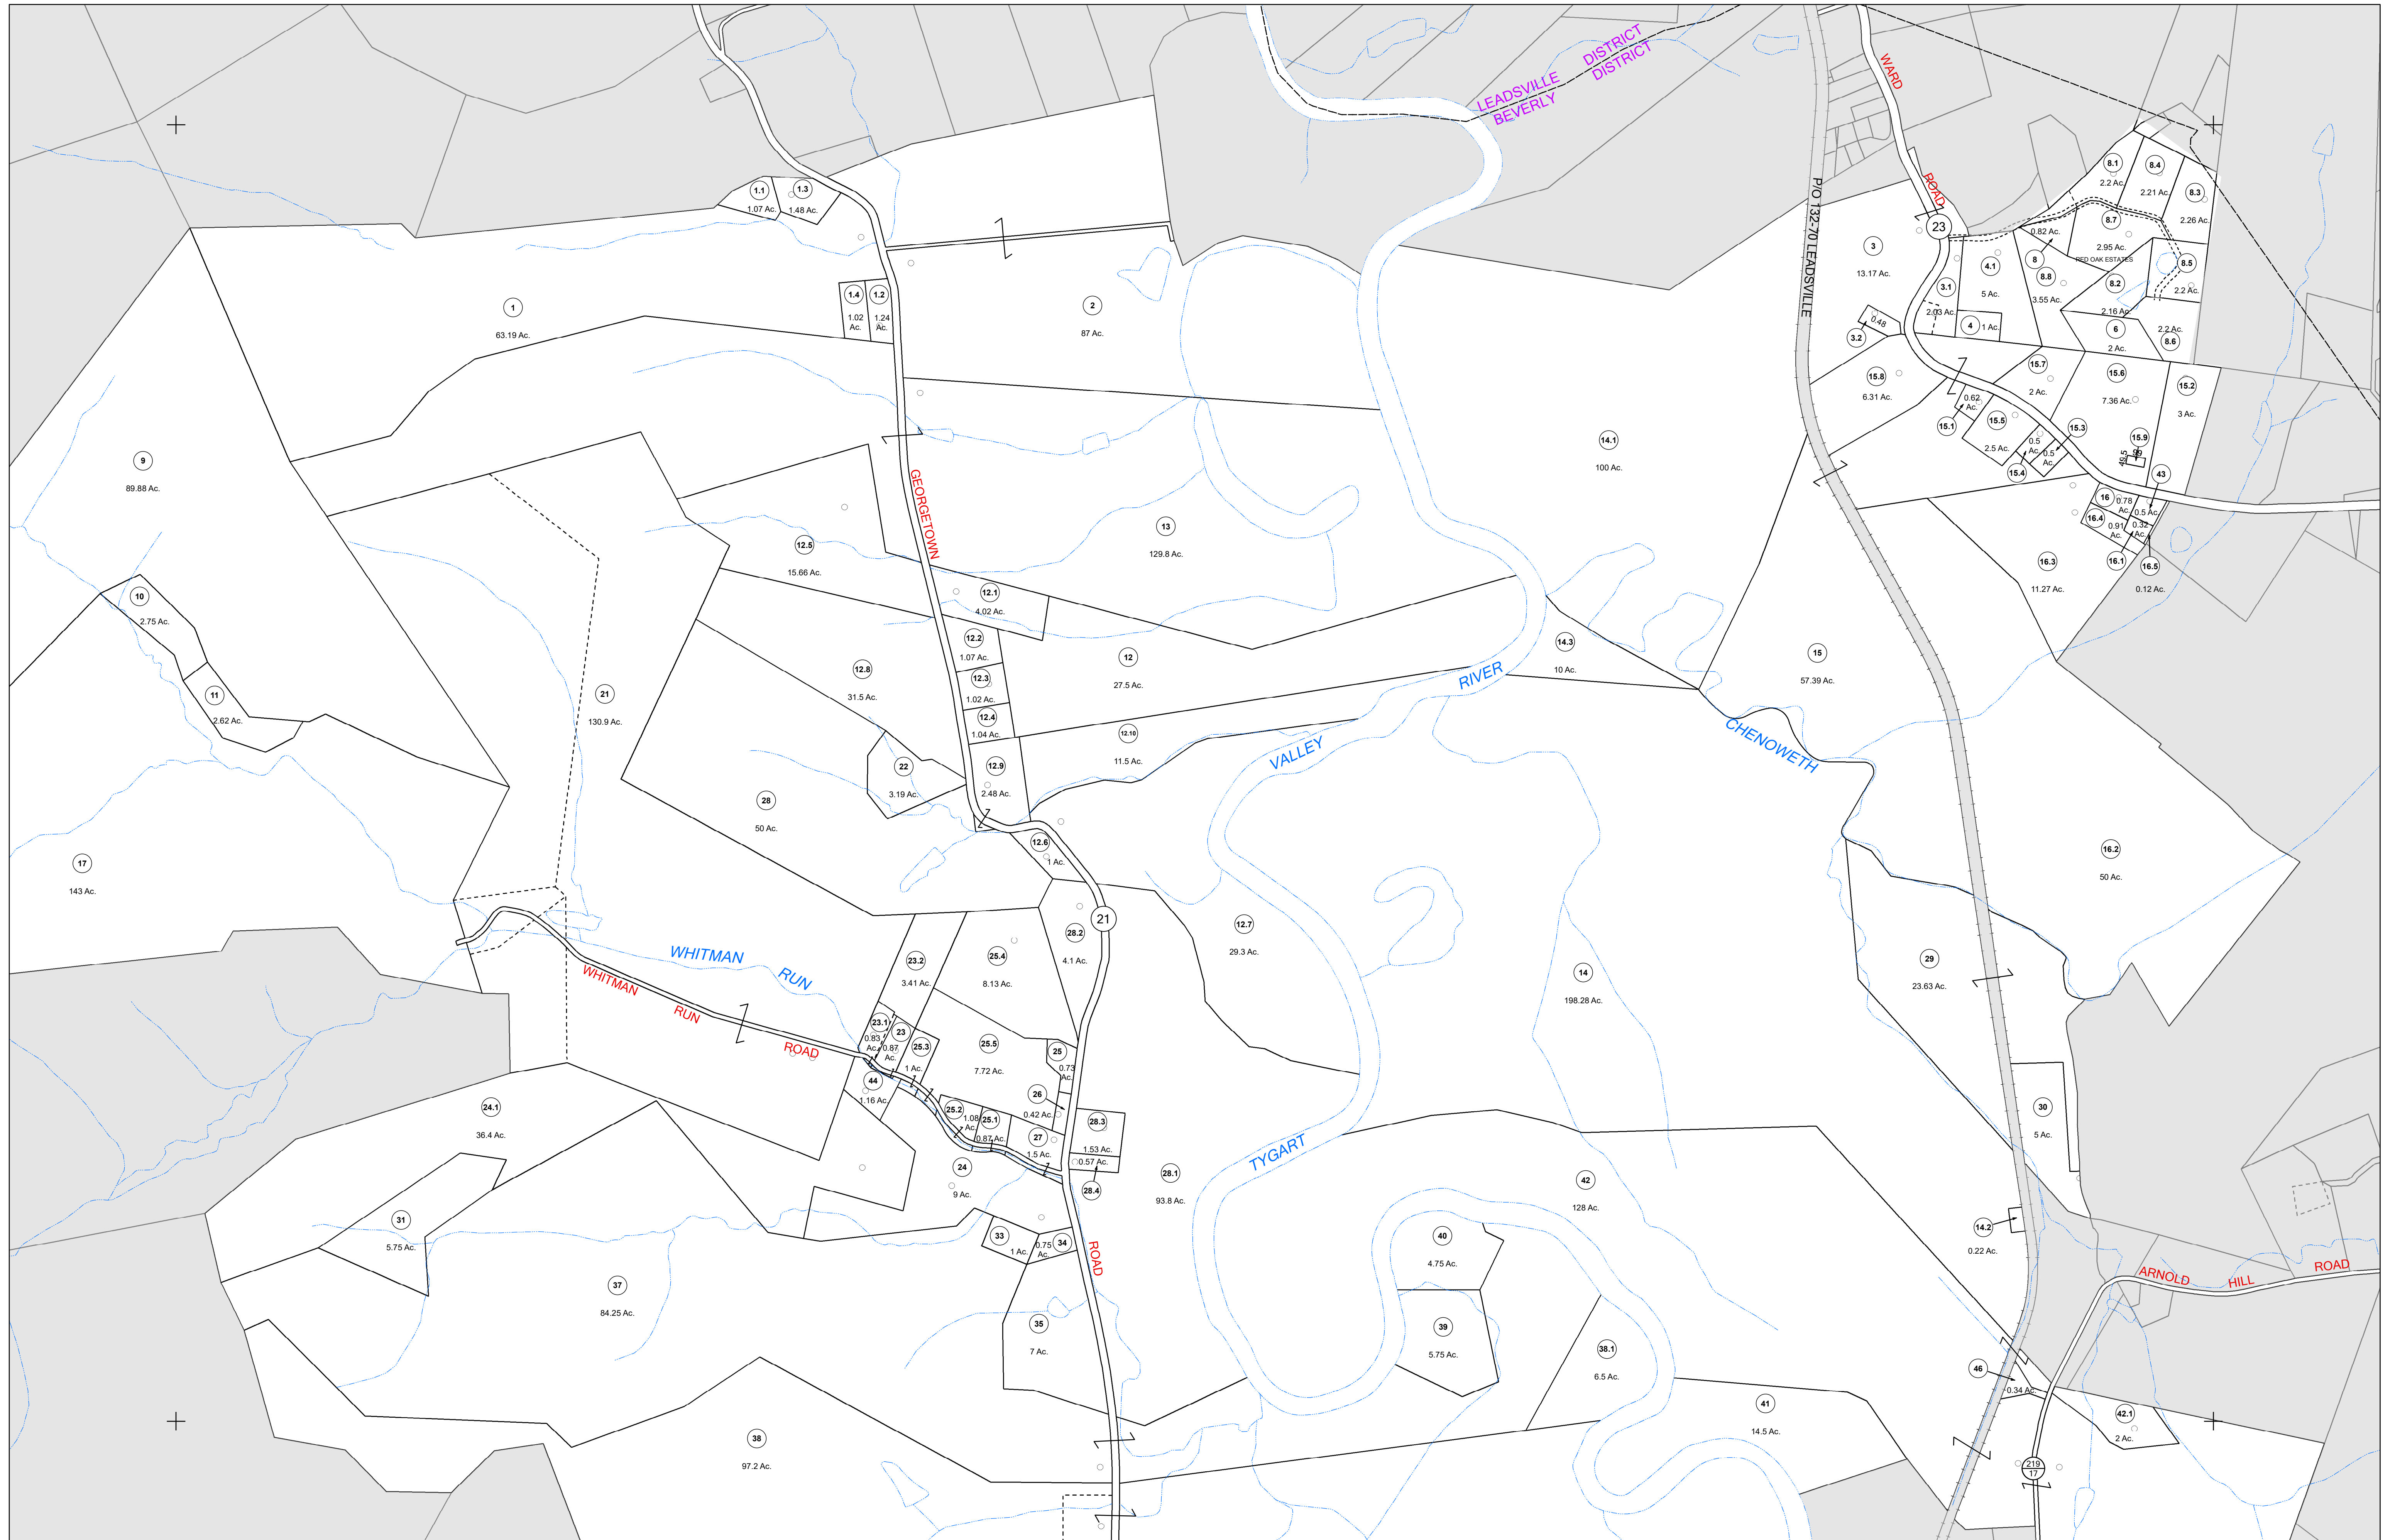 LEADSVILLE DISTRICT
BEVERLY DISTRICT
WARD
ROAD
P/O 132-70 LEADSVILLE
23
1.1
1.07 Ac.
1.3
1.48 Ac.
8.1
2.2 Ac.
8.4
2.21 Ac.
8.3
2.26 Ac.
8.7
2.95 Ac.
RED OAK ESTATES
0.82 Ac.
8
8.8
3.55 Ac.
8.5
2.2 Ac.
8.2
2.16 Ac.
6
2 Ac.
2.2 Ac.
8.6
3
13.17 Ac.
3.1
2.03 Ac.
4.1
5 Ac.
4
1 Ac.
0.48
3.2
1
63.19 Ac.
1.4
1.02
Ac.
1.2
1.24
Ac.
2
87 Ac.
15.8
6.31 Ac.
15.7
2 Ac.
15.6
7.36 Ac.
15.2
3 Ac.
0.62
Ac.
15.1
15.5
2.5 Ac.
0.5
Ac.
15.4
15.3
0.5
Ac.
15.9
49.5
43
16
0.78
Ac.
0.5 Ac.
16.4
0.91
Ac.
0.32
Ac.
16.1
16.5
0.12 Ac.
16.3
11.27 Ac.
14.1
100 Ac.
9
89.88 Ac.
GEORGETOWN
12.5
15.66 Ac.
13
129.8 Ac.
12.1
4.02 Ac.
10
2.75 Ac.
11
2.62 Ac.
12.2
1.07 Ac.
12.3
1.02 Ac.
12.4
1.04 Ac.
12
27.5 Ac.
12.8
31.5 Ac.
14.3
10 Ac.
15
57.39 Ac.
21
130.9 Ac.
RIVER
VALLEY
CHENOWETH
12.10
11.5 Ac.
12.9
2.48 Ac.
22
3.19 Ac.
28
50 Ac.
12.6
1 Ac.
17
143 Ac.
16.2
50 Ac.
21
28.2
4.1 Ac.
12.7
29.3 Ac.
WHITMAN
RUN
WHITMAN
RUN
ROAD
23.2
3.41 Ac.
25.4
8.13 Ac.
14
198.28 Ac.
29
23.63 Ac.
23.1
0.83
Ac.
23
0.87
Ac.
25.3
1 Ac.
25.5
7.72 Ac.
25
0.73
Ac.
44
1.16 Ac.
26
0.42 Ac.
25.2
1.08
Ac.
25.1
0.87 Ac.
27
1.5 Ac.
28.3
1.53 Ac.
0.57 Ac.
28.4
24.1
36.4 Ac.
24
9 Ac.
28.1
93.8 Ac.
TYGART
42
128 Ac.
30
5 Ac.
14.2
0.22 Ac.
31
5.75 Ac.
33
1 Ac.
0.75
Ac.
34
ROAD
40
4.75 Ac.
37
84.25 Ac.
35
7 Ac.
39
5.75 Ac.
38.1
6.5 Ac.
ARNOLD
HILL
ROAD
46
0.34 Ac.
41
14.5 Ac.
42.1
2 Ac.
38
97.2 Ac.
219
17